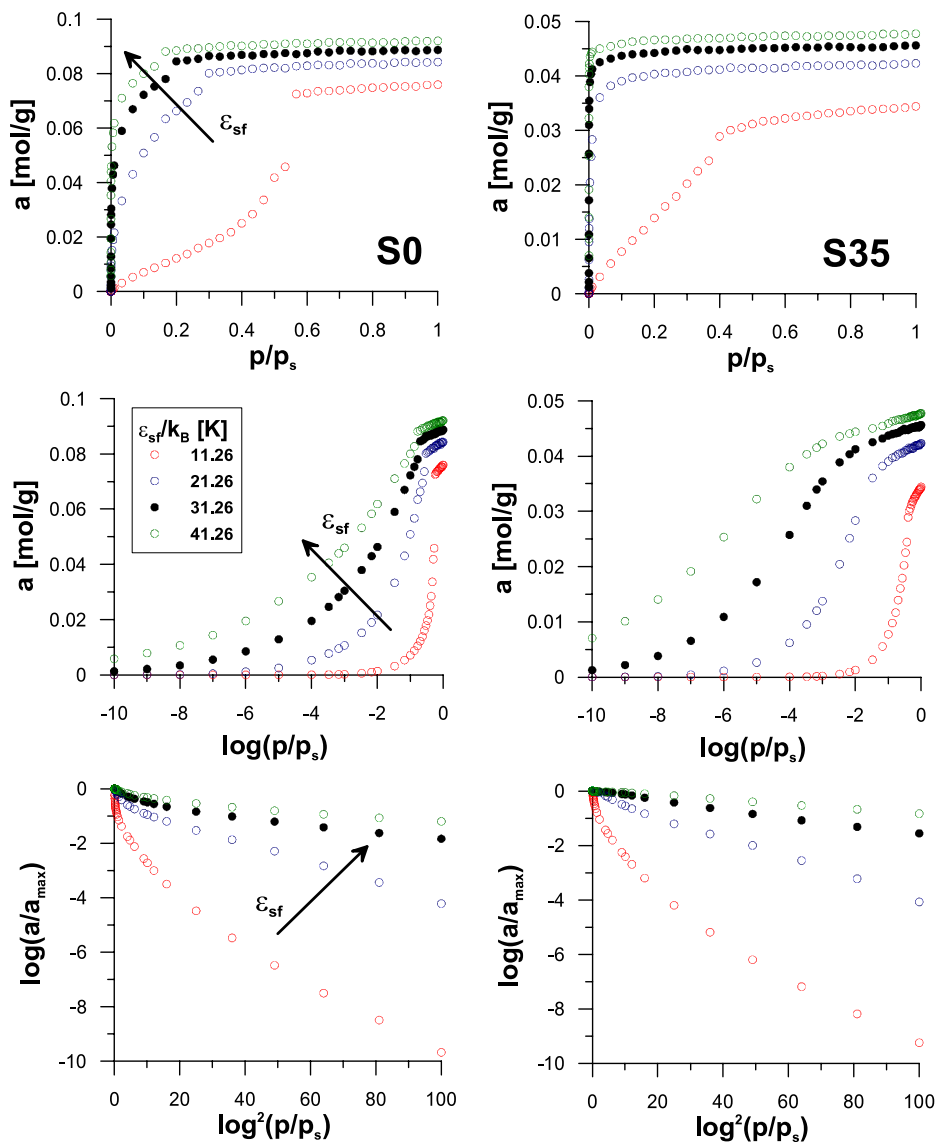 0.1
0.08
0.06
0.04
0.02
0
a [mol/g]
ε_sf
S0
0 0.2 0.4 0.6 0.8 1
p/p_s
0.05
0.04
0.03
0.02
0.01
0
a [mol/g]
S35
0 0.2 0.4 0.6 0.8 1
p/p_s
0.1
0.08
0.06
0.04
0.02
0
a [mol/g]
ε_sf/k_B [K]
11.26
21.26
31.26
41.26
ε_sf
-10 -8 -6 -4 -2 0
log(p/p_s)
0.05
0.04
0.03
0.02
0.01
0
a [mol/g]
-10 -8 -6 -4 -2 0
log(p/p_s)
0
-2
-4
-6
-8
-10
log(a/a_max)
ε_sf
0 20 40 60 80 100
log²(p/p_s)
0
-2
-4
-6
-8
-10
log(a/a_max)
0 20 40 60 80 100
log²(p/p_s)